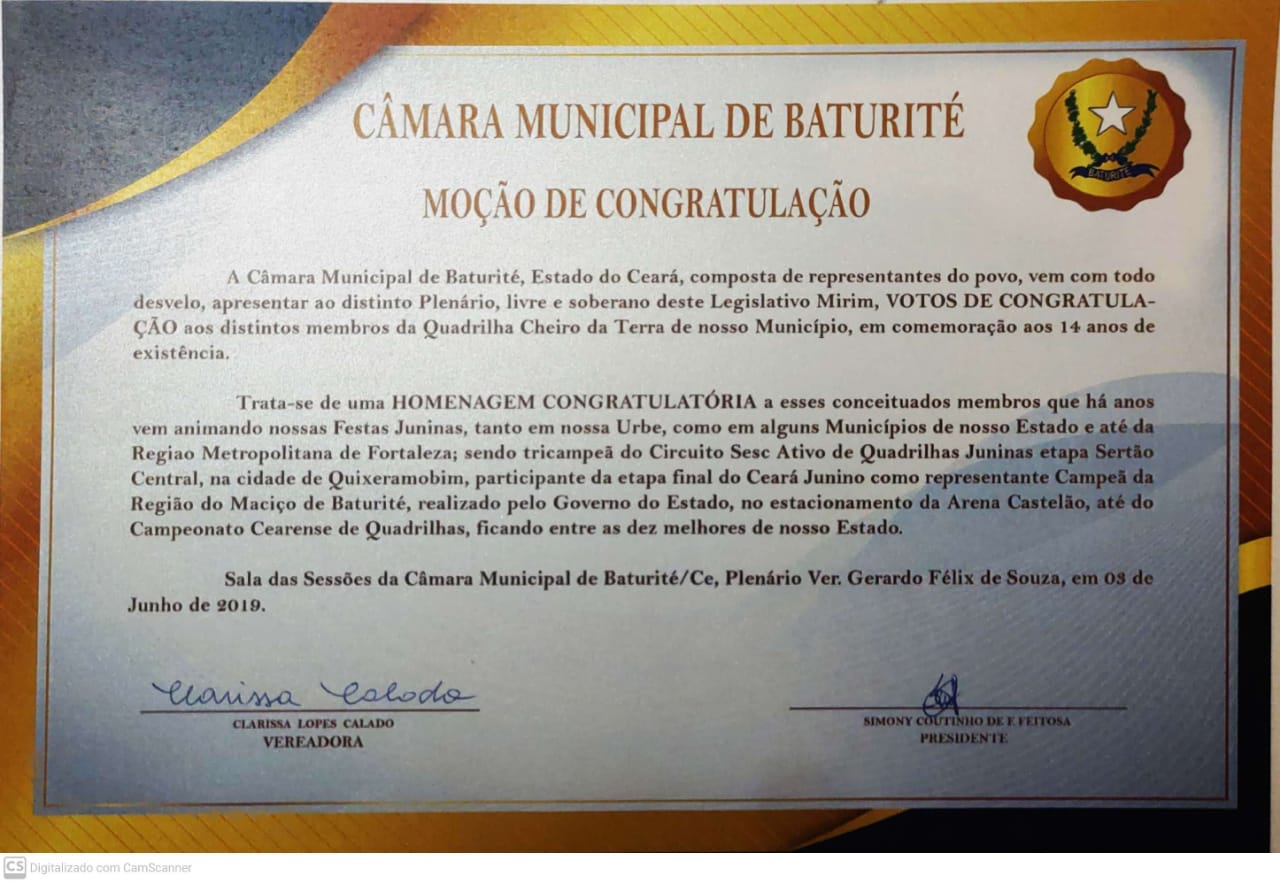 CÂMARA MUNICIPAL DE BATURITÉ
BATURITÉ
MOÇÃO DE CONGRATULAÇÃO
A Câmara Municipal de Baturité, Estado do Ceará, composta de representantes do povo, vem com todo
desvelo, apresentar ao distinto Plenário, livre e soberano deste Legislativo Mirim, VOTOS DE CONGRATULA-
ÇÃO aos distintos membros da Quadrilha Cheiro da Terra de nosso Município, em comemoração aos 14 anos de
existência.
Trata-se de uma HOMENAGEM CONGRATULATÓRIA a esses conceituados membros que há anos
vem animando nossas Festas Juninas, tanto em nossa Urbe, como em alguns Municípios de nosso Estado e até da
Regiao Metropolitana de Fortaleza; sendo tricampeã do Circuito Sesc Ativo de Quadrilhas Juninas etapa Sertão
Central, na cidade de Quixeramobim, participante da etapa final do Ceará Junino como representante Campeã da
Região do Maciço de Baturité, realizado pelo Governo do Estado, no estacionamento da Arena Castelão, até do
Campeonato Cearense de Quadrilhas, ficando entre as dez melhores de nosso Estado.
Sala das Sessões da Câmara Municipal de Baturité/Ce, Plenário Ver. Gerardo Félix de Souza, em 03 de
Junho de 2019.
Clarissa Calado
CLARISSA LOPES CALADO
VEREADORA
SIMONY COUTINHO DE F. FEITOSA
PRESIDENTE
CS Digitalizado com CamScanner